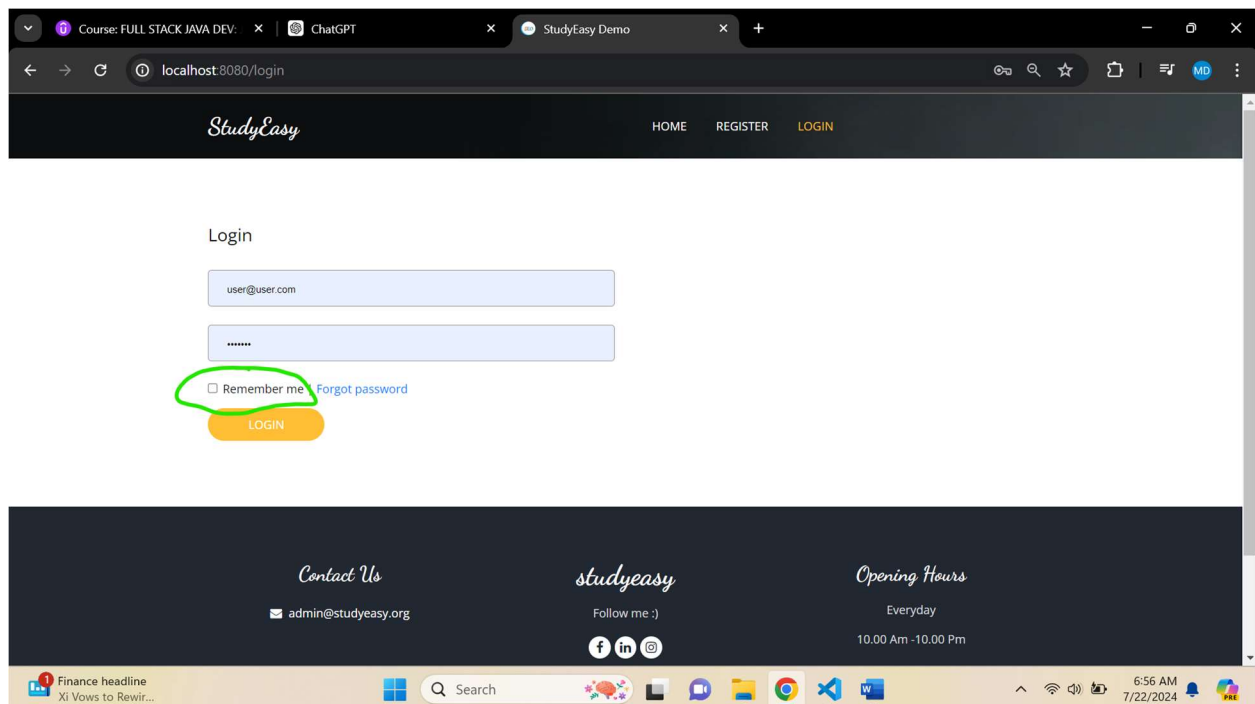 Course: FULL STACK JAVA DEV: ChatGPT StudyEasy Demo
localhost:8080/login MD
StudyEasy HOME REGISTER LOGIN
Login
user@user.com
•••••••
Remember me | Forgot password
LOGIN
Contact Us studyeasy Opening Hours
admin@studyeasy.org Follow me :) Everyday
10.00 Am -10.00 Pm
1 Finance headline
Xi Vows to Rewir...
Search
6:56 AM
7/22/2024
PRE